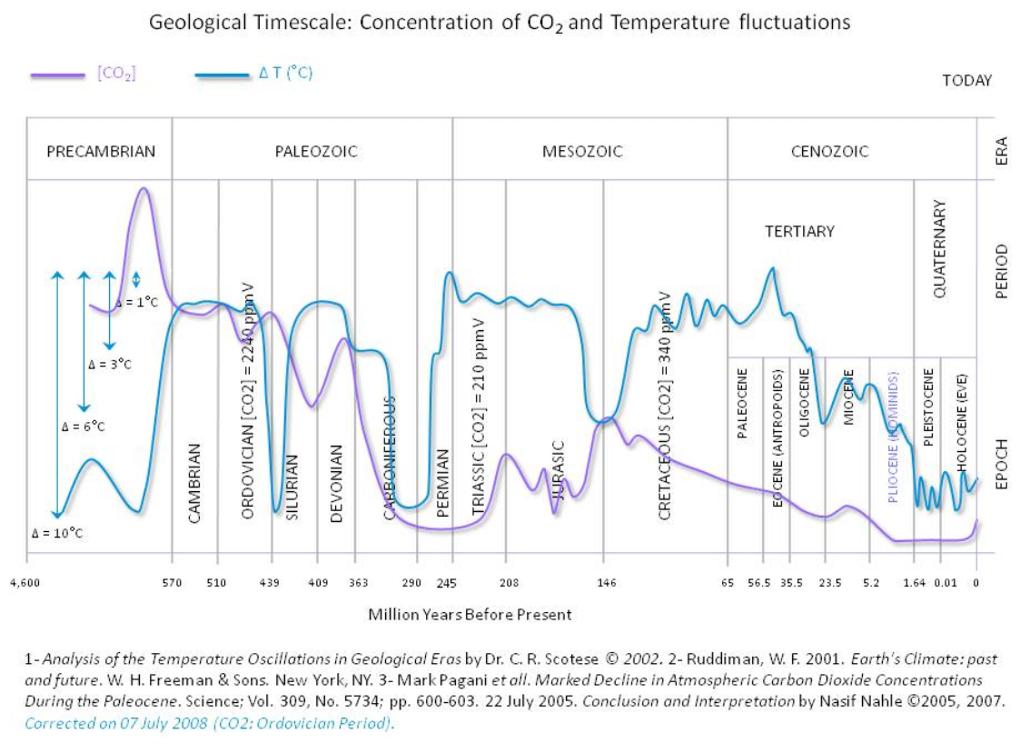 Geological Timescale: Concentration of CO₂ and Temperature fluctuations
[CO₂]
Δ T (°C)
TODAY
PRECAMBRIAN
PALEOZOIC
MESOZOIC
CENOZOIC
ERA
TERTIARY
QUATERNARY
PERIOD
Δ = 1°C
Δ = 3°C
Δ = 6°C
Δ = 10°C
CAMBRIAN
ORDOVICIAN [CO2] = 2240 ppmV
SILURIAN
DEVONIAN
CARBONIFEROUS
PERMIAN
TRIASSIC [CO2] = 210 ppmV
JURASIC
CRETACEOUS [CO2] = 340 ppmV
PALEOCENE
EOCENE (ANTROPOIDS)
OLIGOCENE
MIOCENE
PLIOCENE (HOMINIDS)
PLEISTOCENE
HOLOCENE (EVE)
EPOCH
4,600 570 510 439 409 363 290 245 208 146 65 56.5 35.5 23.5 5.2 1.64 0.01 0
Million Years Before Present
1- Analysis of the Temperature Oscillations in Geological Eras by Dr. C. R. Scotese © 2002. 2- Ruddiman, W. F. 2001. Earth's Climate: past
and future. W. H. Freeman & Sons. New York, NY. 3- Mark Pagani et all. Marked Decline in Atmospheric Carbon Dioxide Concentrations
During the Paleocene. Science; Vol. 309, No. 5734; pp. 600-603. 22 July 2005. Conclusion and Interpretation by Nasif Nahle ©2005, 2007.
Corrected on 07 July 2008 (CO2: Ordovician Period).